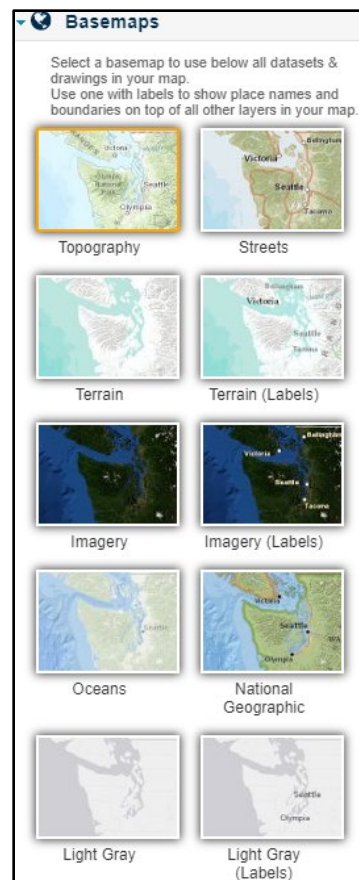 Basemaps
Select a basemap to use below all datasets &
drawings in your map.
Use one with labels to show place names and
boundaries on top of all other layers in your map.
Victoria
Seattle
Olympia
Bellington
Victoria
Seattle
Tacoma
Topography
Streets
Bellingham
Victoria
Seattle
Tacoma
Terrain
Terrain (Labels)
Bellingham
Victoria
Seattle
Tacoma
Imagery
Imagery (Labels)
Seattle
Victoria
Seattle
Olympia
Oceans
National
Geographic
Seattle
Olympia
Light Gray
Light Gray
(Labels)